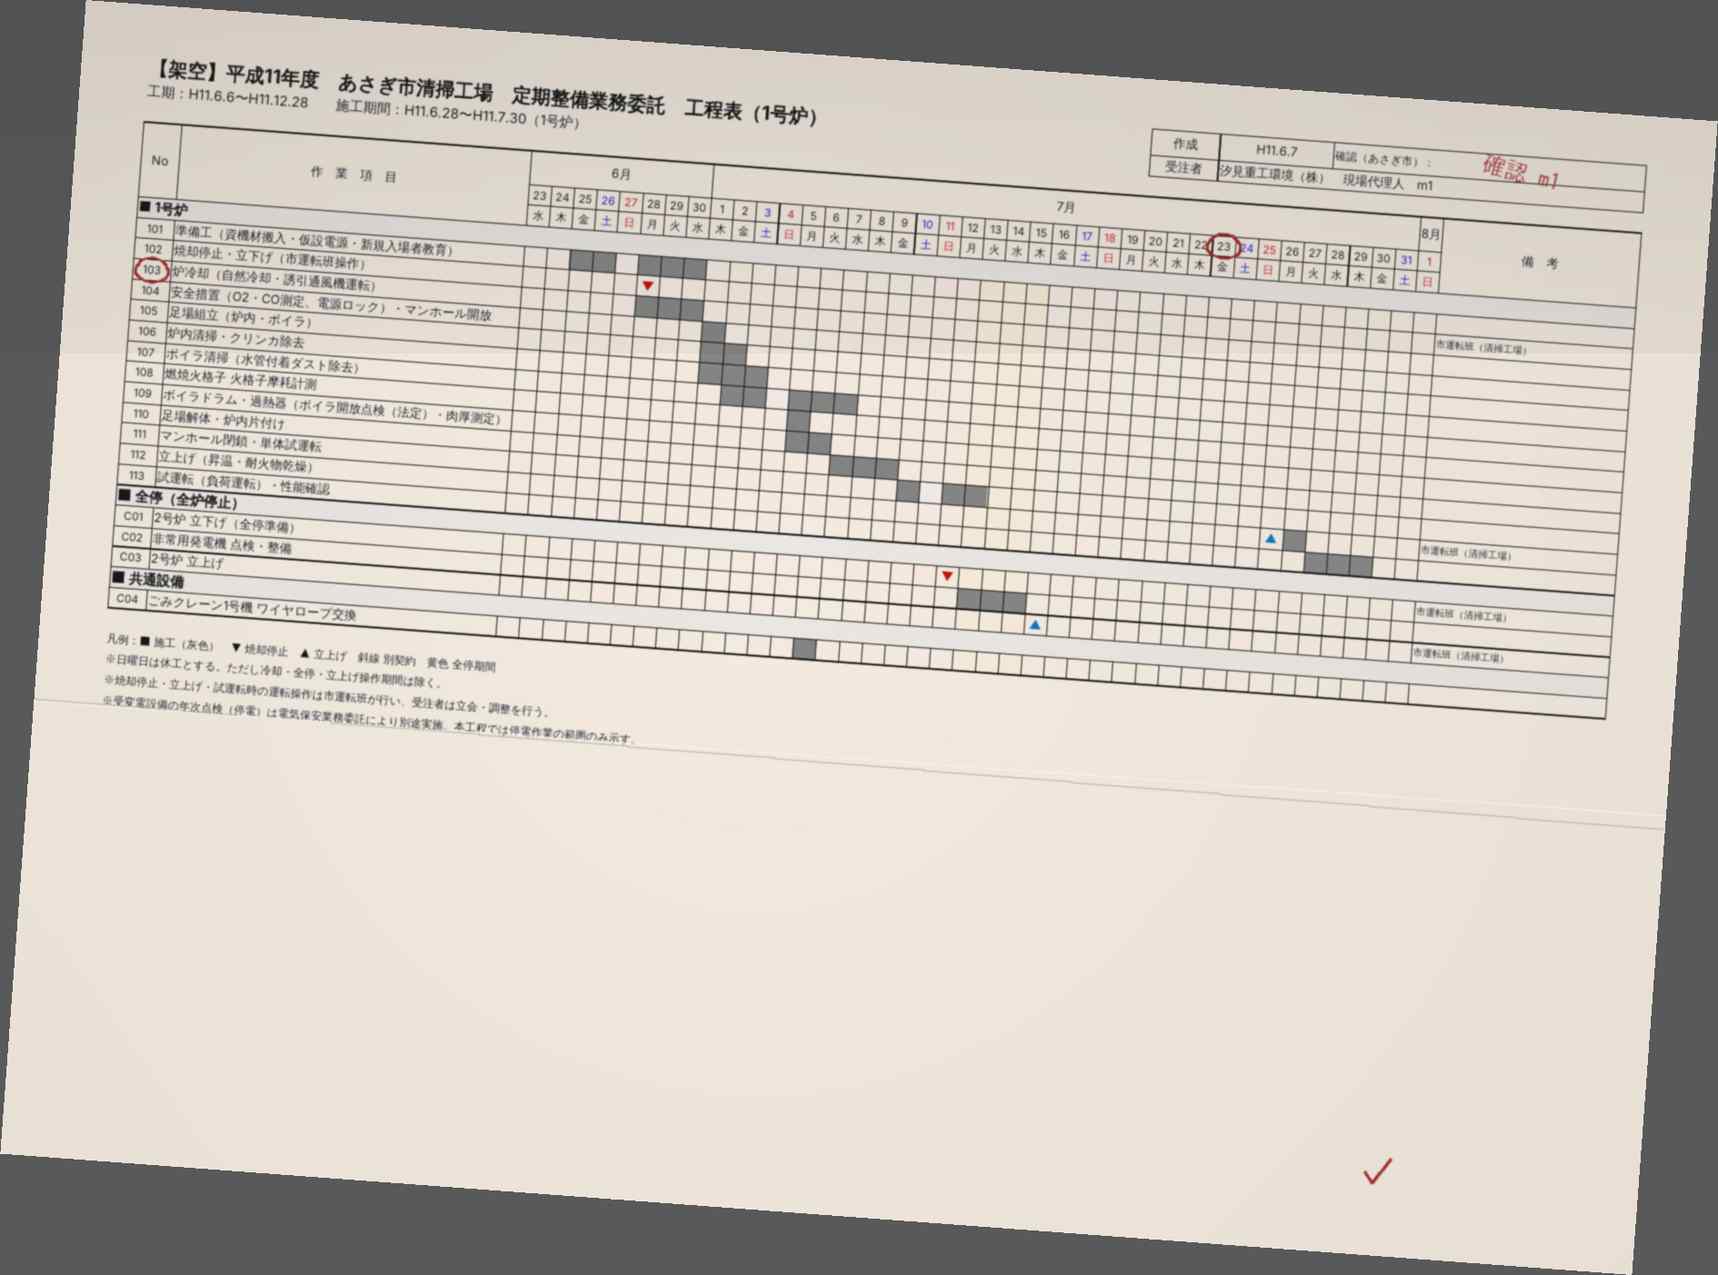 【架空】平成11年度　あさぎ市清掃工場　定期整備業務委託　工程表（1号炉）
工期：H11.6.6〜H11.12.28　施工期間：H11.6.28〜H11.7.30（1号炉）
作成 H11.6.7 確認（あさぎ市）： 確認 m1
受注者 汐見重工環境（株）　現場代理人　m1
No 作業項目 6月 7月 8月 備考
23 24 25 26 27 28 29 30 1 2 3 4 5 6 7 8 9 10 11 12 13 14 15 16 17 18 19 20 21 22 23 24 25 26 27 28 29 30 31 1
水 木 金 土 日 月 火 水 木 金 土 日 月 火 水 木 金 土 日 月 火 水 木 金 土 日 月 火 水 木 金 土 日 月 火 水 木 金 土 日
■ 1号炉
101 準備工（資機材搬入・仮設電源・新規入場者教育）
102 焼却停止・立下げ（市運転班操作） ▼ 市運転班（清掃工場）
103 炉冷却（自然冷却・誘引通風機運転）
104 安全措置（O2・CO測定、電源ロック）・マンホール開放
105 足場組立（炉内・ボイラ）
106 炉内清掃・クリンカ除去
107 ボイラ清掃（水管付着ダスト除去）
108 燃焼火格子 火格子摩耗計測
109 ボイラドラム・過熱器（ボイラ開放点検（法定）・肉厚測定）
110 足場解体・炉内片付け
111 マンホール閉鎖・単体試運転
112 立上げ（昇温・耐火物乾燥） ▲ 市運転班（清掃工場）
113 試運転（負荷運転）・性能確認
■ 全停（全炉停止）
C01 2号炉 立下げ（全停準備） ▼ 市運転班（清掃工場）
C02 非常用発電機 点検・整備
C03 2号炉 立上げ ▲ 市運転班（清掃工場）
■ 共通設備
C04 ごみクレーン1号機 ワイヤロープ交換
凡例：■ 施工（灰色）　▼ 焼却停止　▲ 立上げ　斜線 別契約　黄色 全停期間
※日曜日は休工とする。ただし冷却・全停・立上げ操作期間は除く。
※焼却停止・立上げ・試運転時の運転操作は市運転班が行い、受注者は立会・調整を行う。
※受変電設備の年次点検（停電）は電気保安業務委託により別途実施、本工程では停電作業の範囲のみ示す。